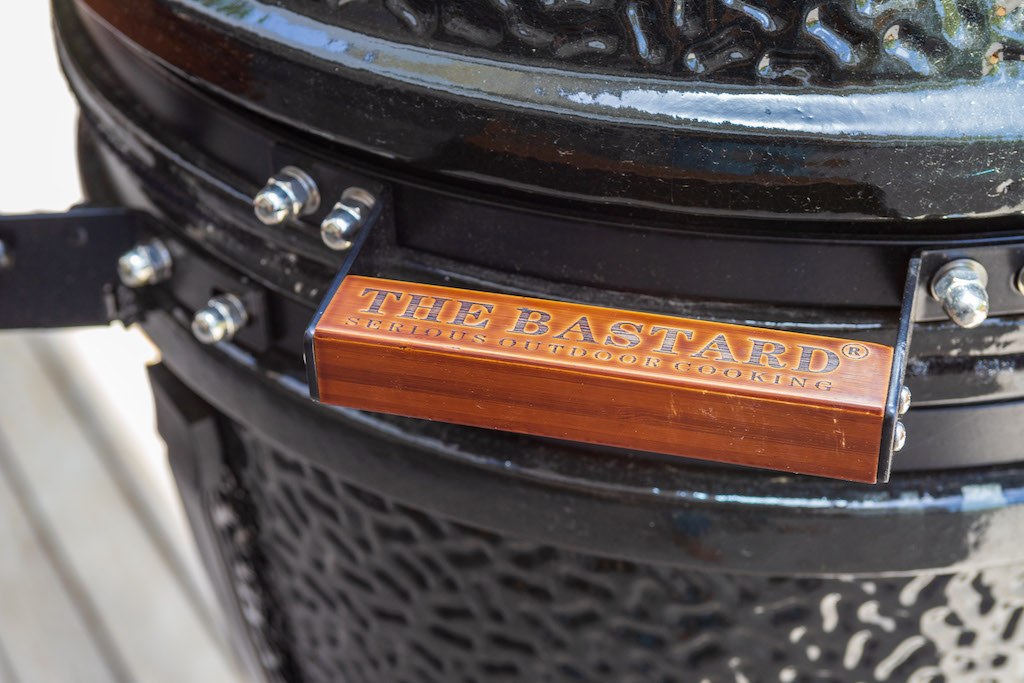 THE BASTARD®
SERIOUS OUTDOOR COOKING